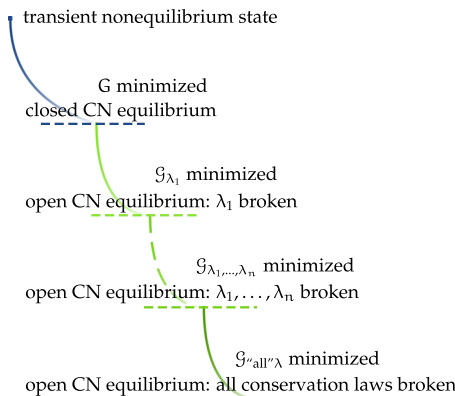 transient nonequilibrium state
G minimized
closed CN equilibrium
𝒢λ₁ minimized
open CN equilibrium: λ₁ broken
𝒢λ₁,...,λₙ minimized
open CN equilibrium: λ₁, . . . , λₙ broken
𝒢“all”λ minimized
open CN equilibrium: all conservation laws broken